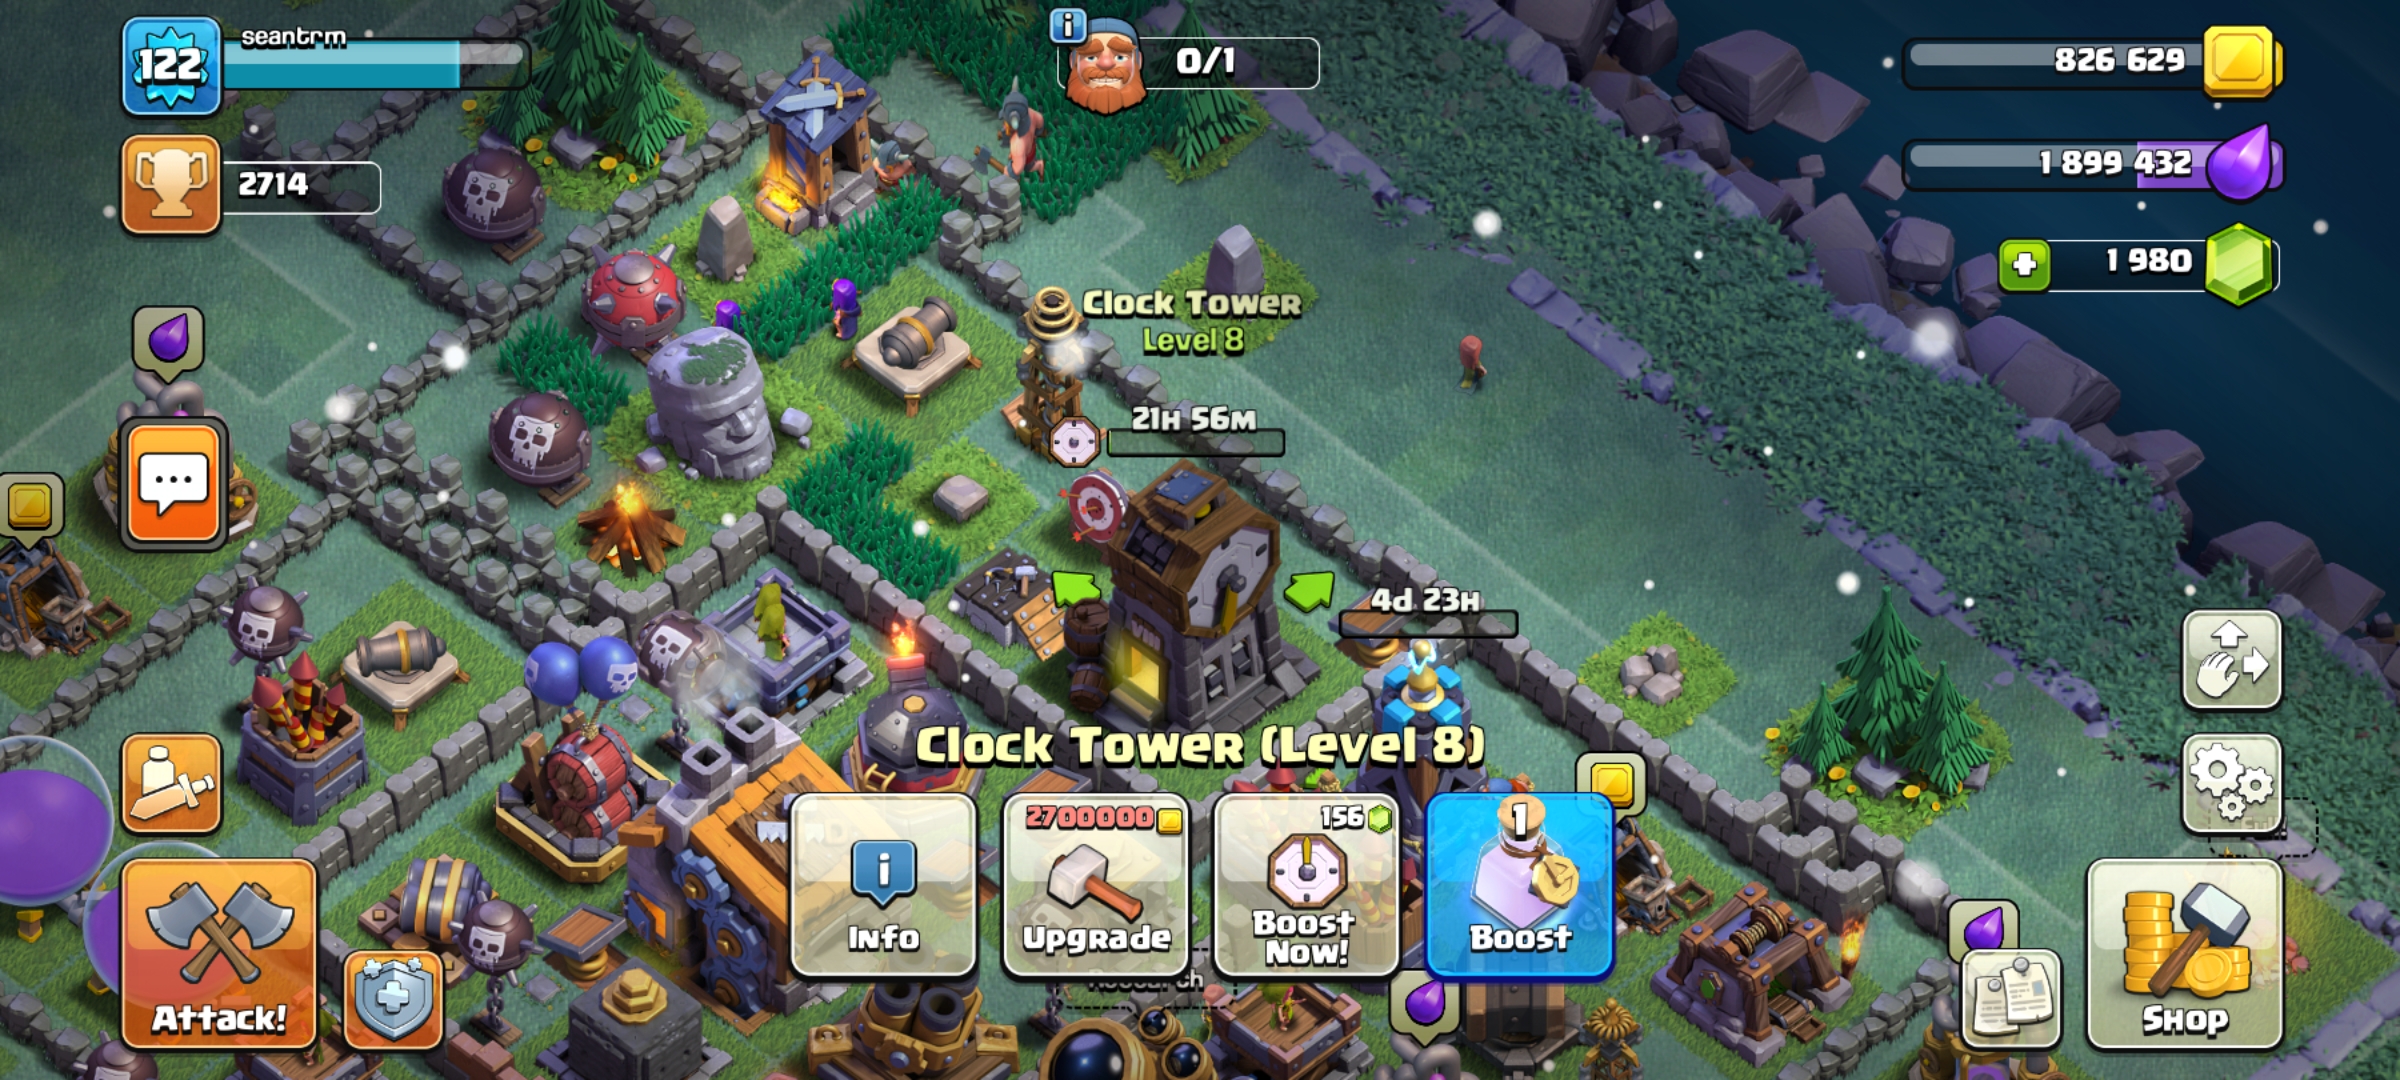 122
seantrm
0/1
826 629
2714
1 899 432
1 980
Clock Tower
Level 8
21H 56M
4d 23H
Clock Tower (Level 8)
Info
2700000
Upgrade
156
Boost
Now!
1
Boost
Attack!
Shop